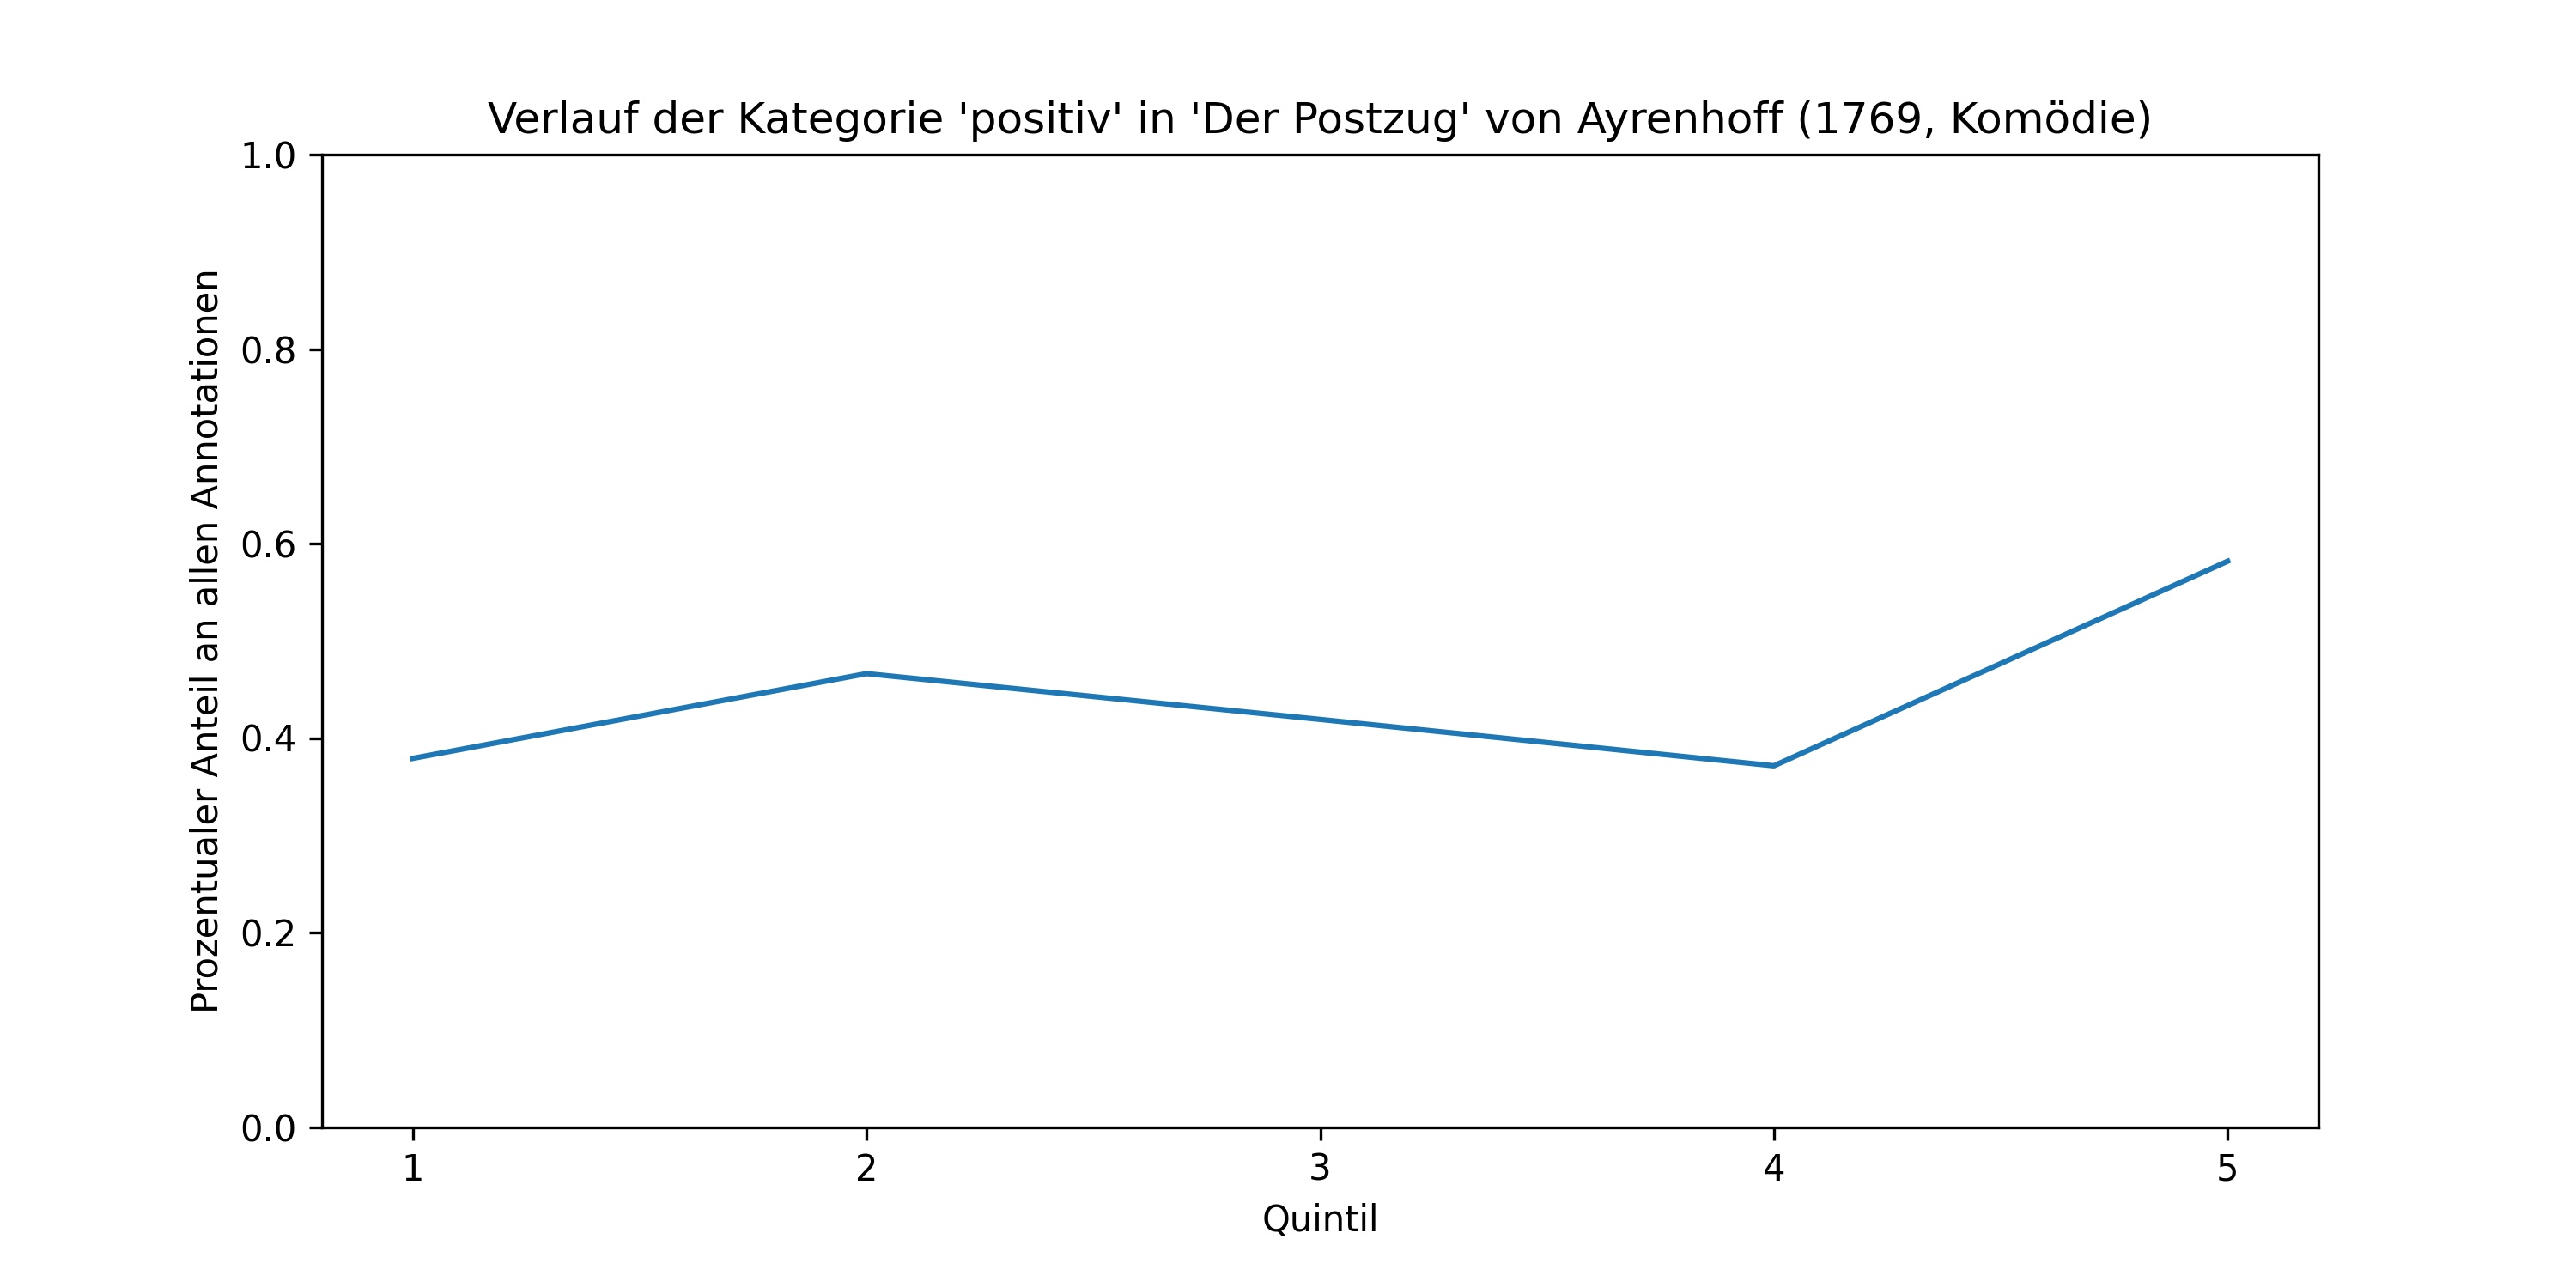 Verlauf der Kategorie 'positiv' in 'Der Postzug' von Ayrenhoff (1769, Komödie)
Prozentualer Anteil an allen Annotationen
1.0
0.8
0.6
0.4
0.2
0.0
1 2 3 4 5
Quintil